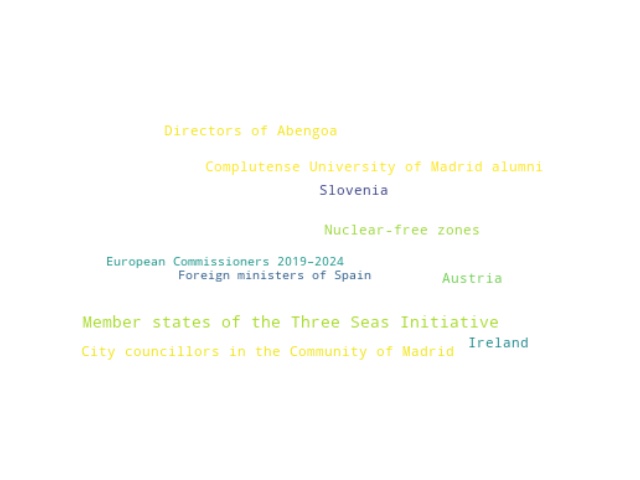 Directors of Abengoa
Complutense University of Madrid alumni
Slovenia
Nuclear-free zones
European Commissioners 2019–2024
Foreign ministers of Spain
Austria
Member states of the Three Seas Initiative
Ireland
City councillors in the Community of Madrid